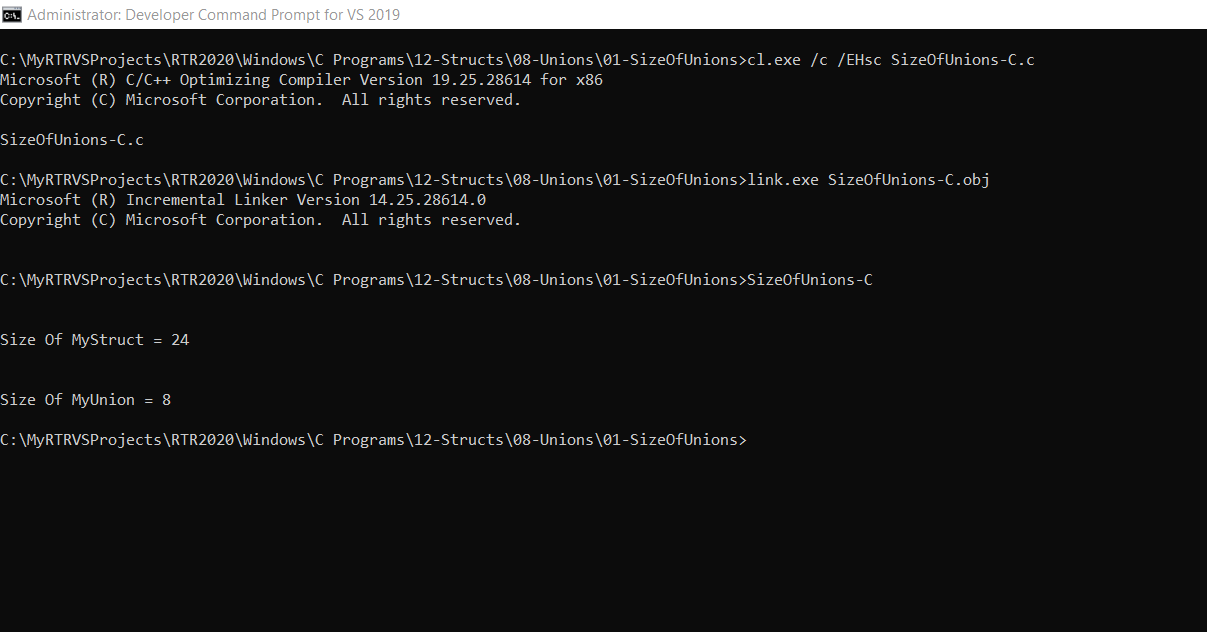 Administrator: Developer Command Prompt for VS 2019
C:\MyRTRVSProjects\RTR2020\Windows\C Programs\12-Structs\08-Unions\01-SizeOfUnions>cl.exe /c /EHsc SizeOfUnions-C.c
Microsoft (R) C/C++ Optimizing Compiler Version 19.25.28614 for x86
Copyright (C) Microsoft Corporation.  All rights reserved.
SizeOfUnions-C.c
C:\MyRTRVSProjects\RTR2020\Windows\C Programs\12-Structs\08-Unions\01-SizeOfUnions>link.exe SizeOfUnions-C.obj
Microsoft (R) Incremental Linker Version 14.25.28614.0
Copyright (C) Microsoft Corporation.  All rights reserved.
C:\MyRTRVSProjects\RTR2020\Windows\C Programs\12-Structs\08-Unions\01-SizeOfUnions>SizeOfUnions-C
Size Of MyStruct = 24
Size Of MyUnion = 8
C:\MyRTRVSProjects\RTR2020\Windows\C Programs\12-Structs\08-Unions\01-SizeOfUnions>